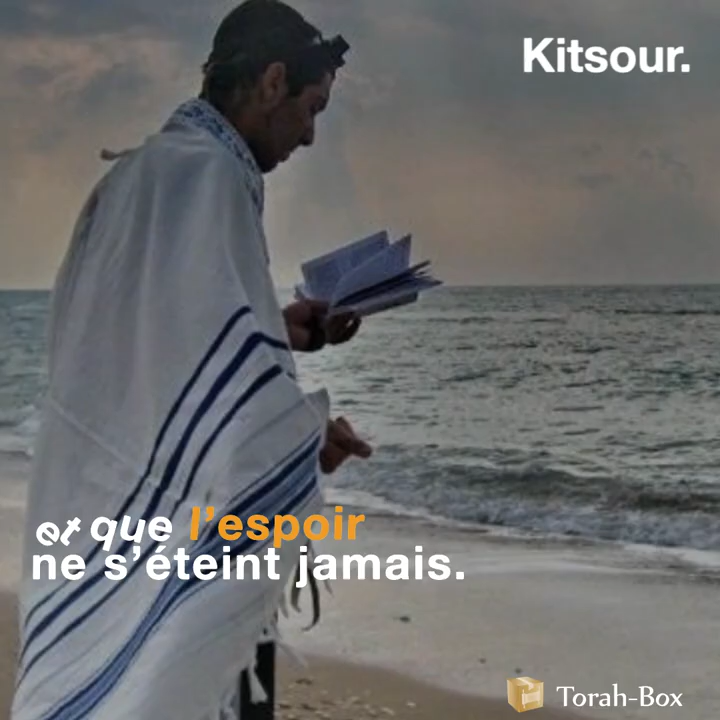 Kitsour.
et que l'espoir
ne s'éteint jamais.
Torah-Box